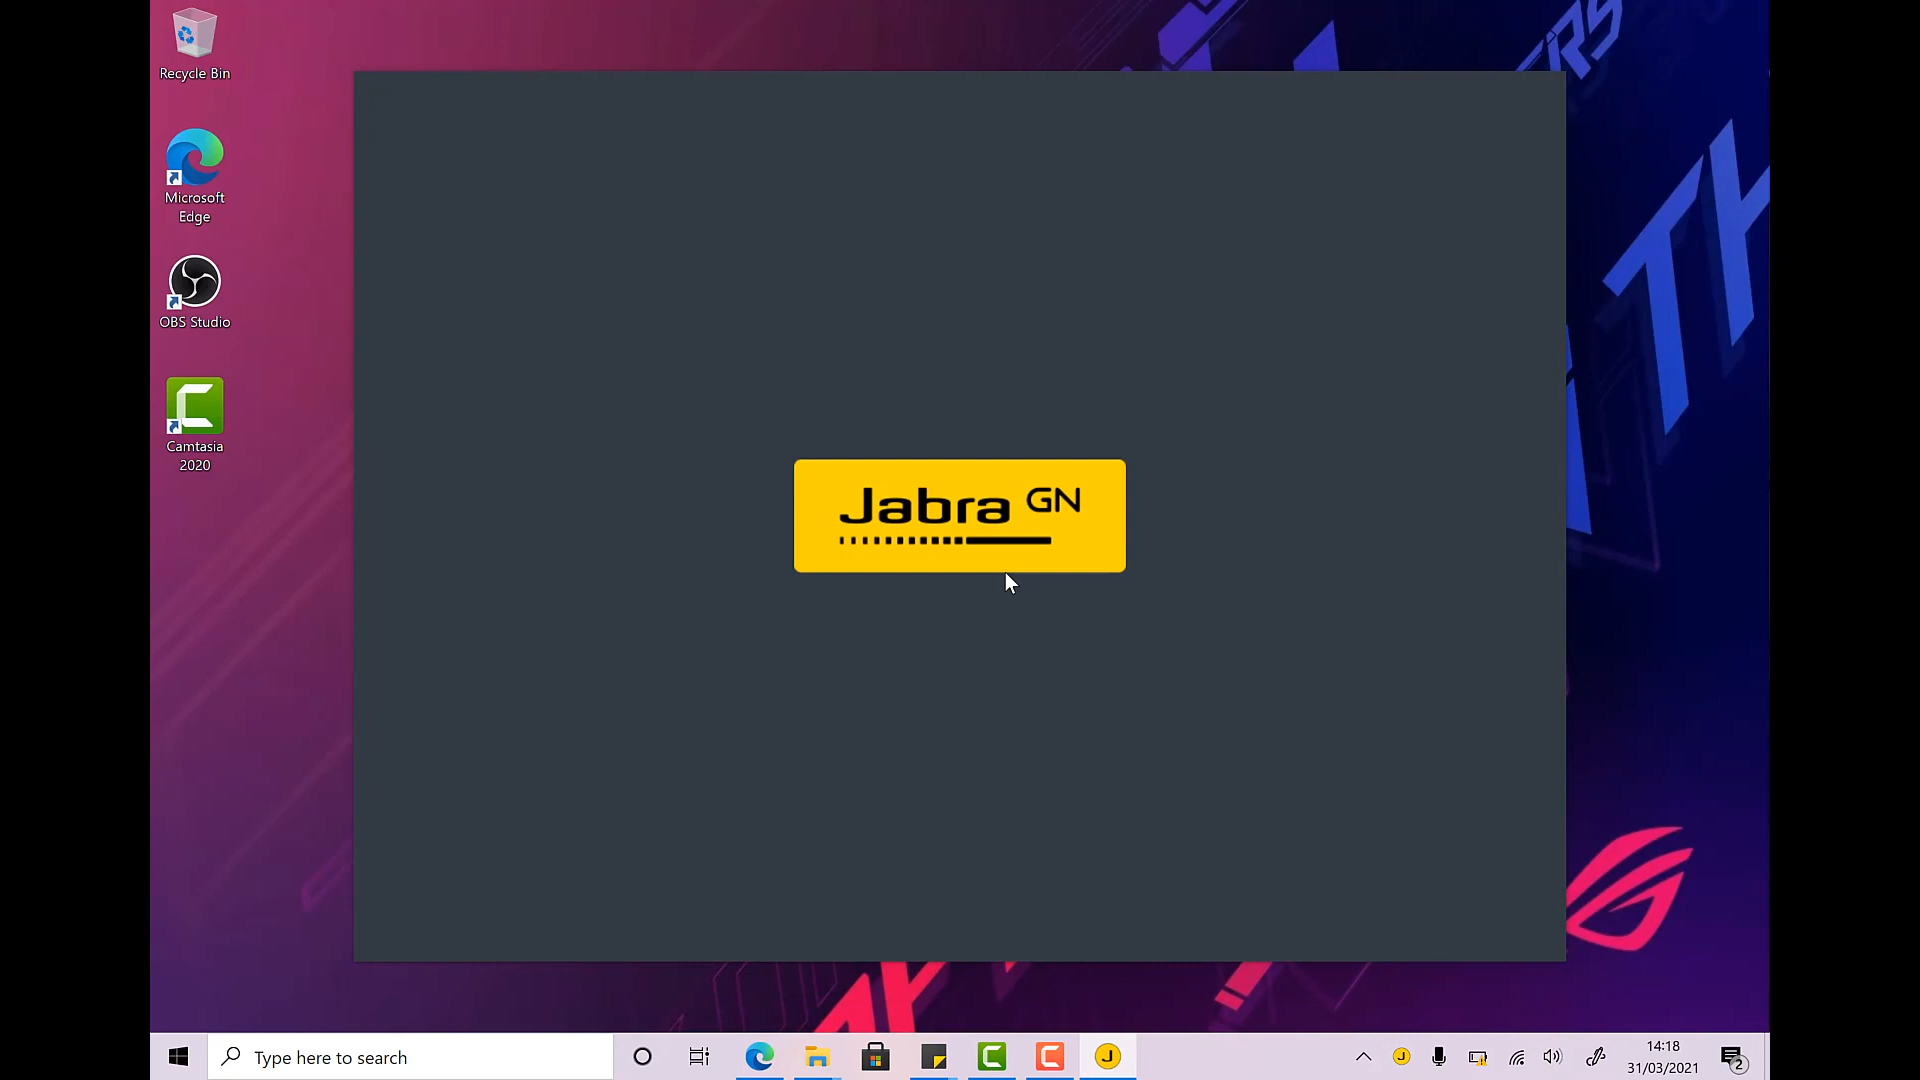 Recycle Bin
Microsoft
Edge
OBS Studio
Camtasia
2020
Jabra GN
Type here to search
14:18
31/03/2021
2